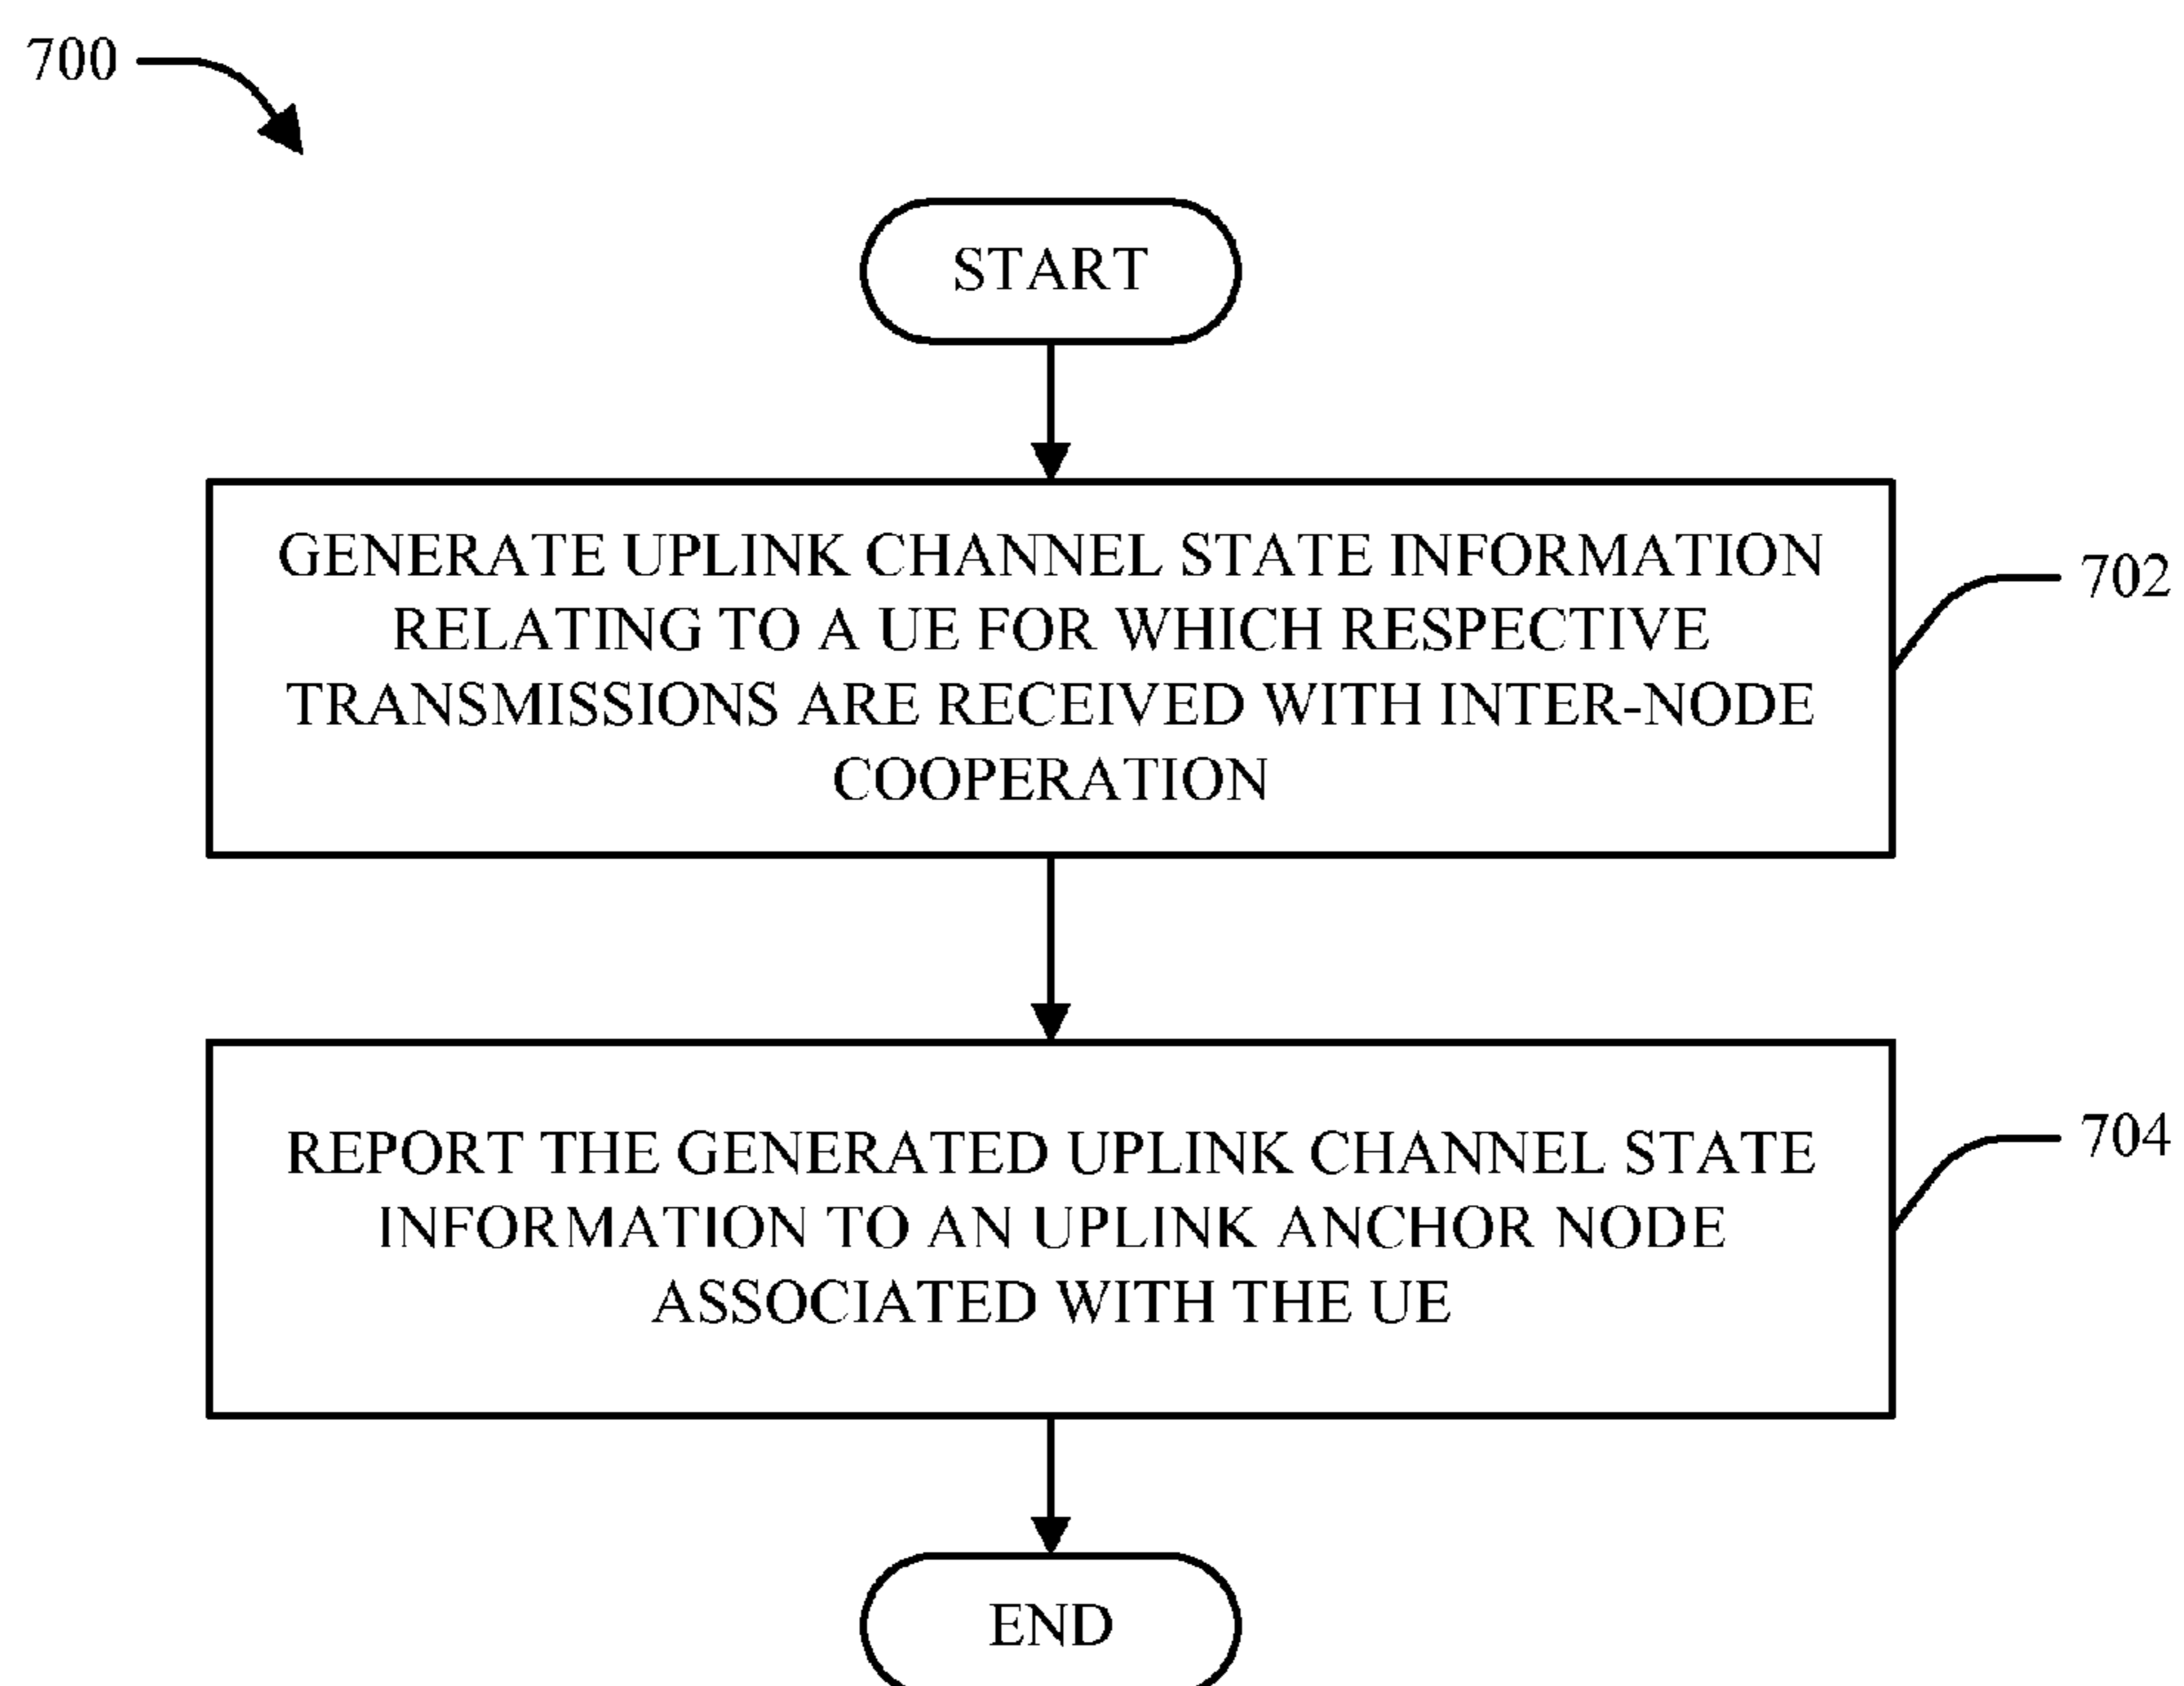 700
START
GENERATE UPLINK CHANNEL STATE INFORMATION
RELATING TO A UE FOR WHICH RESPECTIVE
TRANSMISSIONS ARE RECEIVED WITH INTER-NODE
COOPERATION
702
REPORT THE GENERATED UPLINK CHANNEL STATE
INFORMATION TO AN UPLINK ANCHOR NODE
ASSOCIATED WITH THE UE
704
END